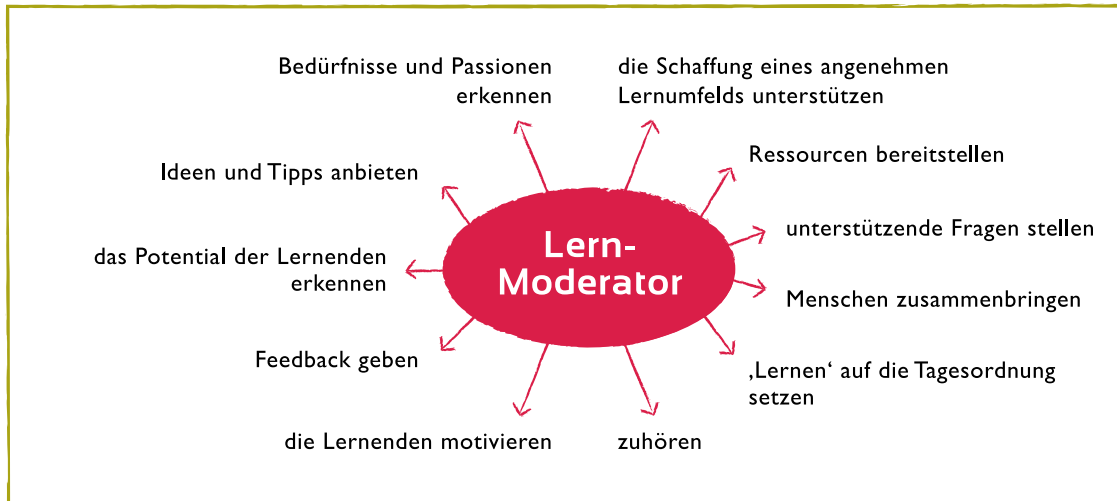 Bedürfnisse und Passionen
erkennen
die Schaffung eines angenehmen
Lernumfelds unterstützen
Ideen und Tipps anbieten
Ressourcen bereitstellen
das Potential der Lernenden
erkennen
Lern-
Moderator
unterstützende Fragen stellen
Menschen zusammenbringen
Feedback geben
‚Lernen‘ auf die Tagesordnung
setzen
die Lernenden motivieren
zuhören